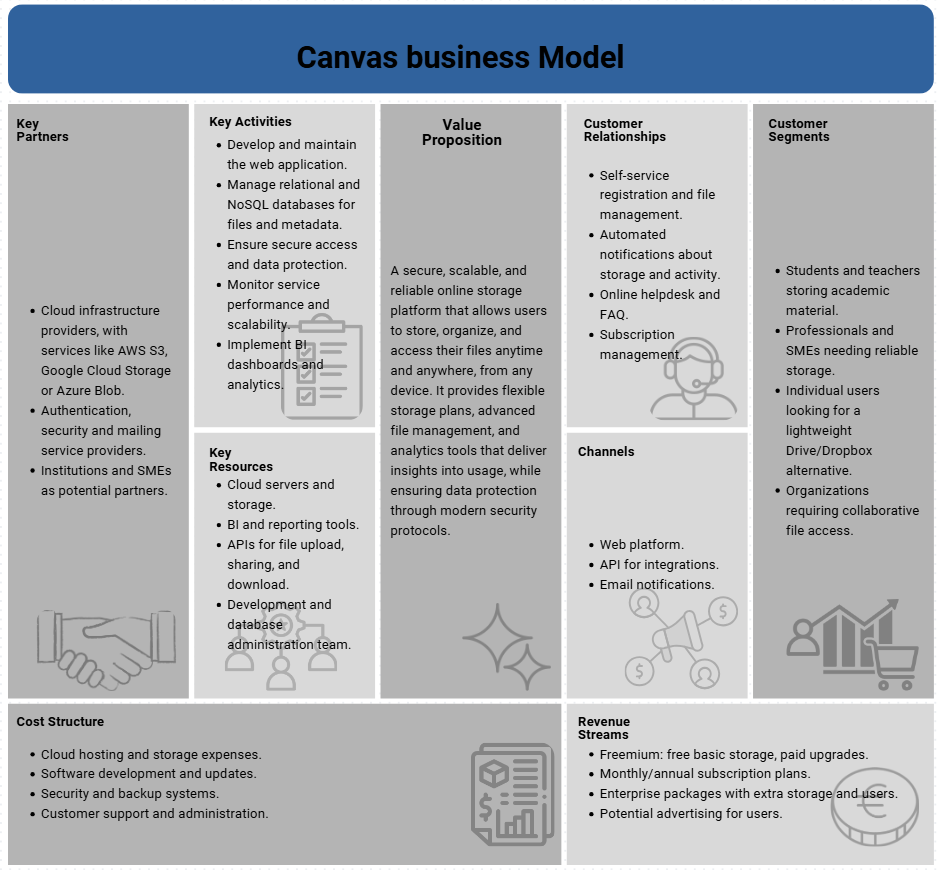 Canvas business Model
Key
Partners
• Cloud infrastructure
providers, with
services like AWS S3,
Google Cloud Storage
or Azure Blob.
• Authentication,
security and mailing
service providers.
• Institutions and SMEs
as potential partners.
Key Activities
• Develop and maintain
the web application.
• Manage relational and
NoSQL databases for
files and metadata.
• Ensure secure access
and data protection.
• Monitor service
performance and
scalability.
• Implement BI
dashboards and
analytics.
Key
Resources
• Cloud servers and
storage.
• BI and reporting tools.
• APIs for file upload,
sharing, and
download.
• Development and
database
administration team.
Value
Proposition
A secure, scalable, and
reliable online storage
platform that allows users
to store, organize, and
access their files anytime
and anywhere, from any
device. It provides flexible
storage plans, advanced
file management, and
analytics tools that deliver
insights into usage, while
ensuring data protection
through modern security
protocols.
Customer
Relationships
• Self-service
registration and file
management.
• Automated
notifications about
storage and activity.
• Online helpdesk and
FAQ.
• Subscription
management.
Channels
• Web platform.
• API for integrations.
• Email notifications.
$
$
Customer
Segments
• Students and teachers
storing academic
material.
• Professionals and
SMEs needing reliable
storage.
• Individual users
looking for a
lightweight
Drive/Dropbox
alternative.
• Organizations
requiring collaborative
file access.
Cost Structure
• Cloud hosting and storage expenses.
• Software development and updates.
• Security and backup systems.
• Customer support and administration.
$
Revenue
Streams
• Freemium: free basic storage, paid upgrades.
• Monthly/annual subscription plans.
• Enterprise packages with extra storage and users.
• Potential advertising for users.
€